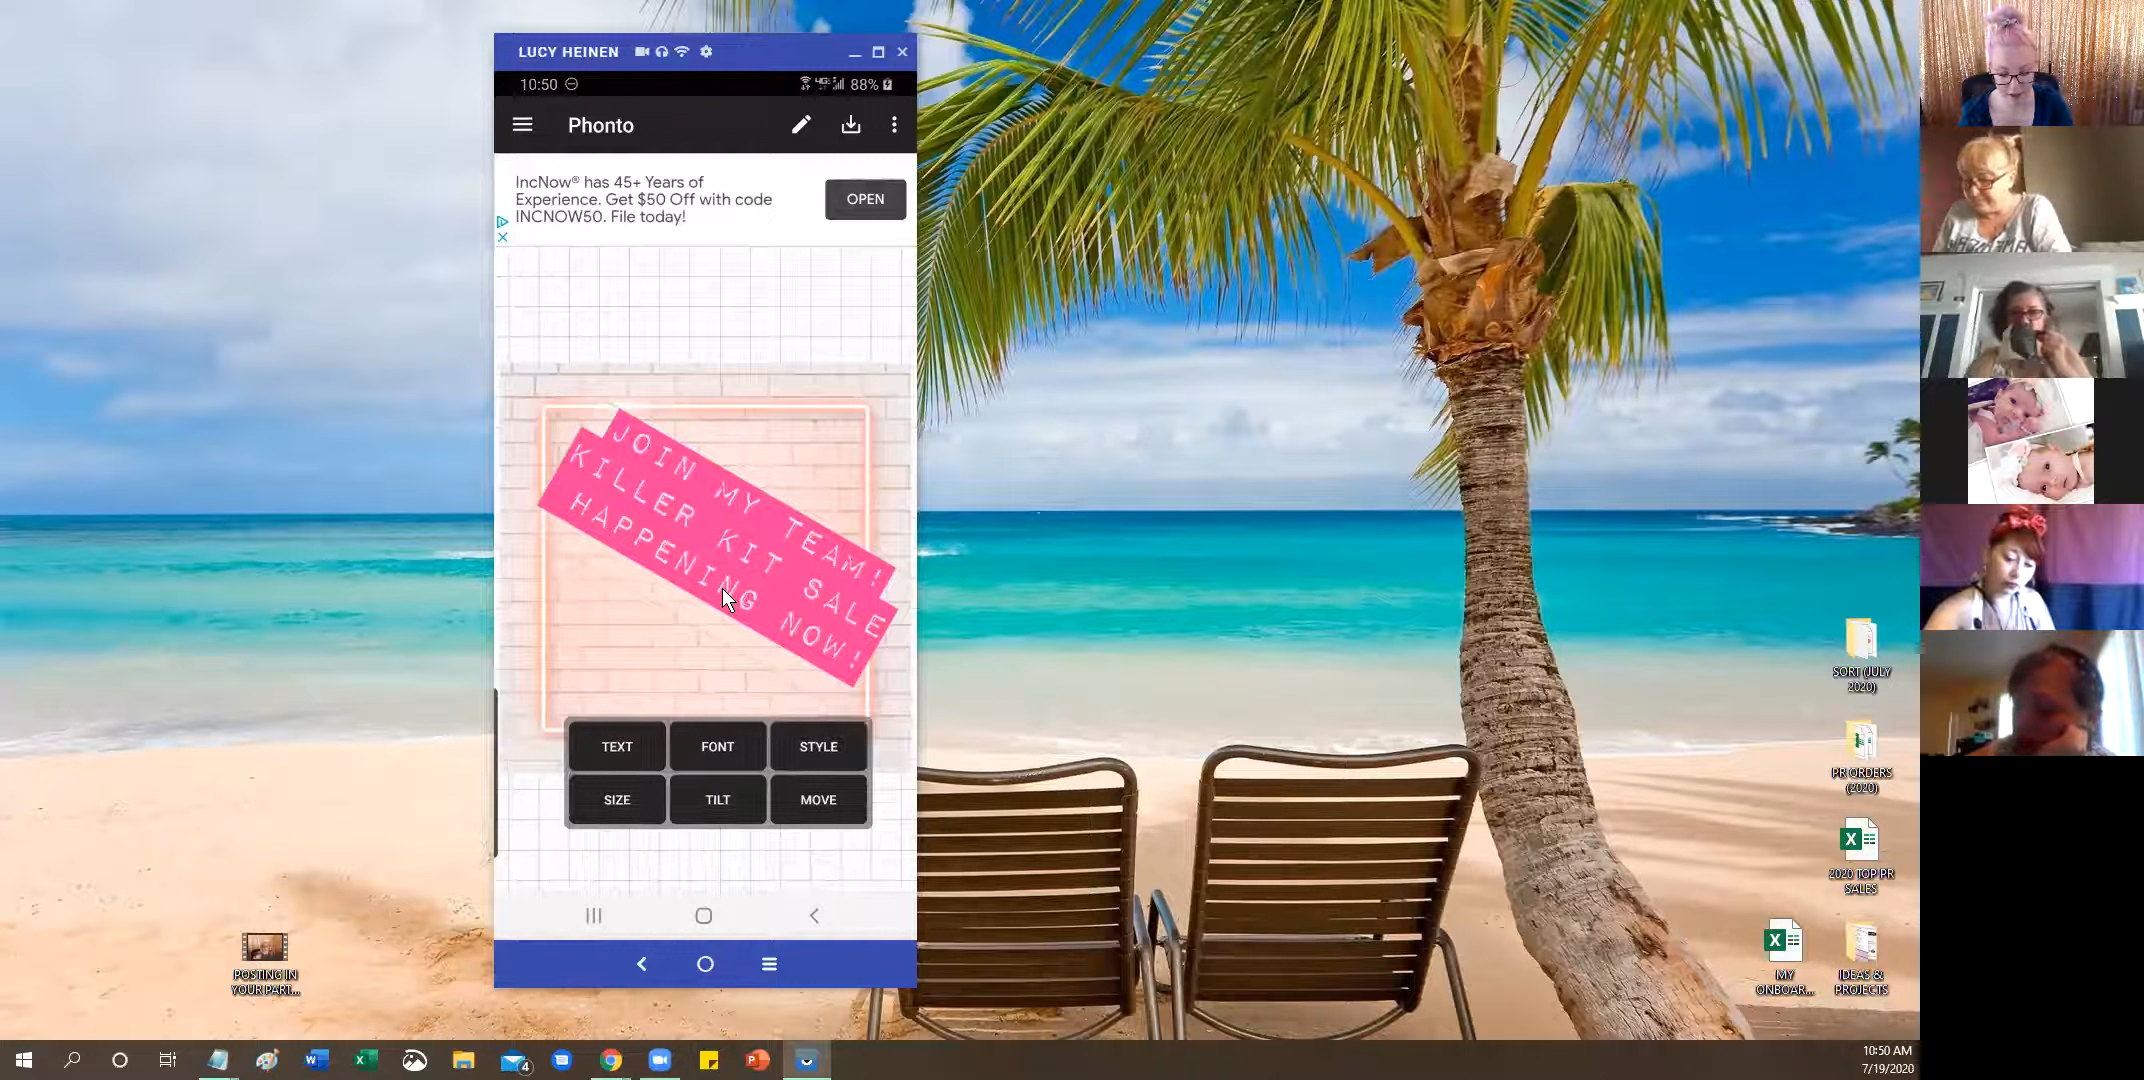 LUCY HEINEN
10:50
88%
Phonto
IncNow® has 45+ Years of
Experience. Get $50 Off with code
INCNOW50. File today!
OPEN
JOIN MY TEAM!
KILLER KIT SALE
HAPPENING NOW!
TEXT
FONT
STYLE
SIZE
TILT
MOVE
SORT (JULY
2020)
PR ORDERS
(2020)
2020 TOP PR
SALES
MY
ONBOAR...
IDEAS &
PROJECTS
POSTING IN
YOUR PART...
4
10:50 AM
7/19/2020